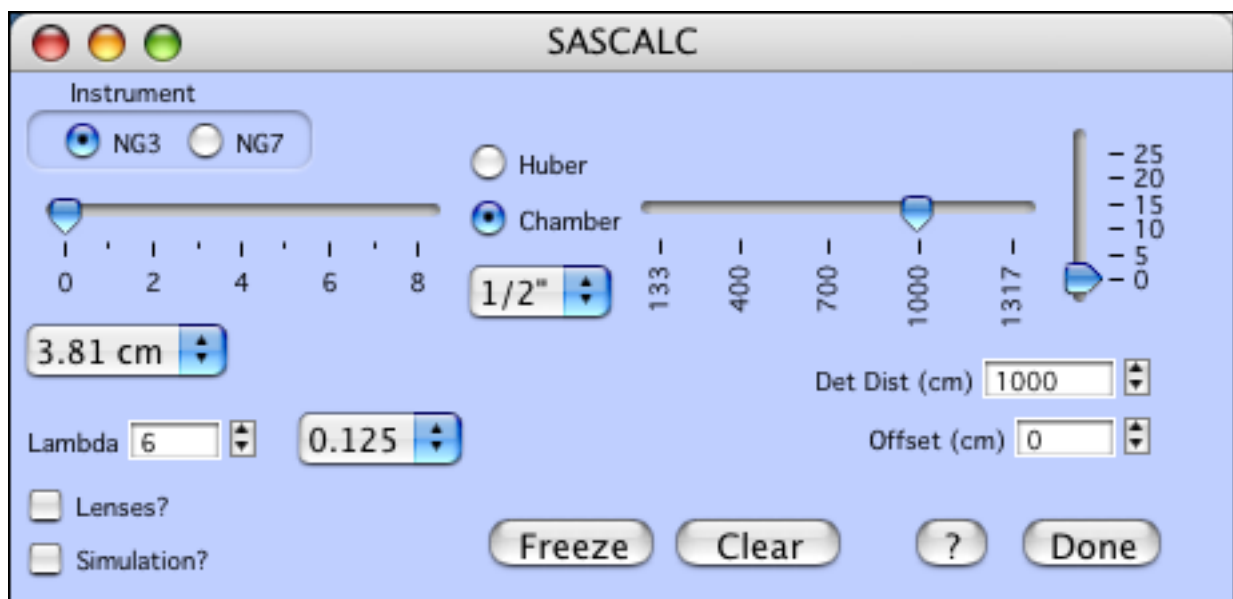 SASCALC
Instrument
NG3 NG7
Huber
Chamber
0 2 4 6 8
1/2"
133 400 700 1000 1317
25
20
15
10
5
0
3.81 cm
Det Dist (cm) 1000
Lambda 6 0.125
Offset (cm) 0
Lenses?
Simulation?
Freeze Clear ? Done